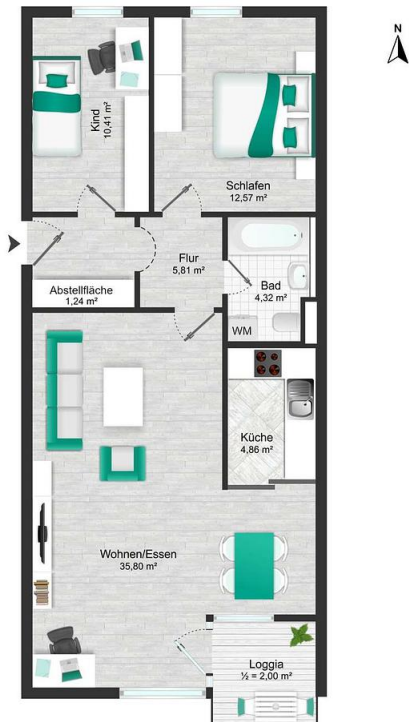 N
Kind
10,41 m²
Schlafen
12,57 m²
Flur
5,81 m²
Bad
4,32 m²
Abstellfläche
1,24 m²
WM
Küche
4,86 m²
Wohnen/Essen
35,80 m²
Loggia
½ = 2,00 m²